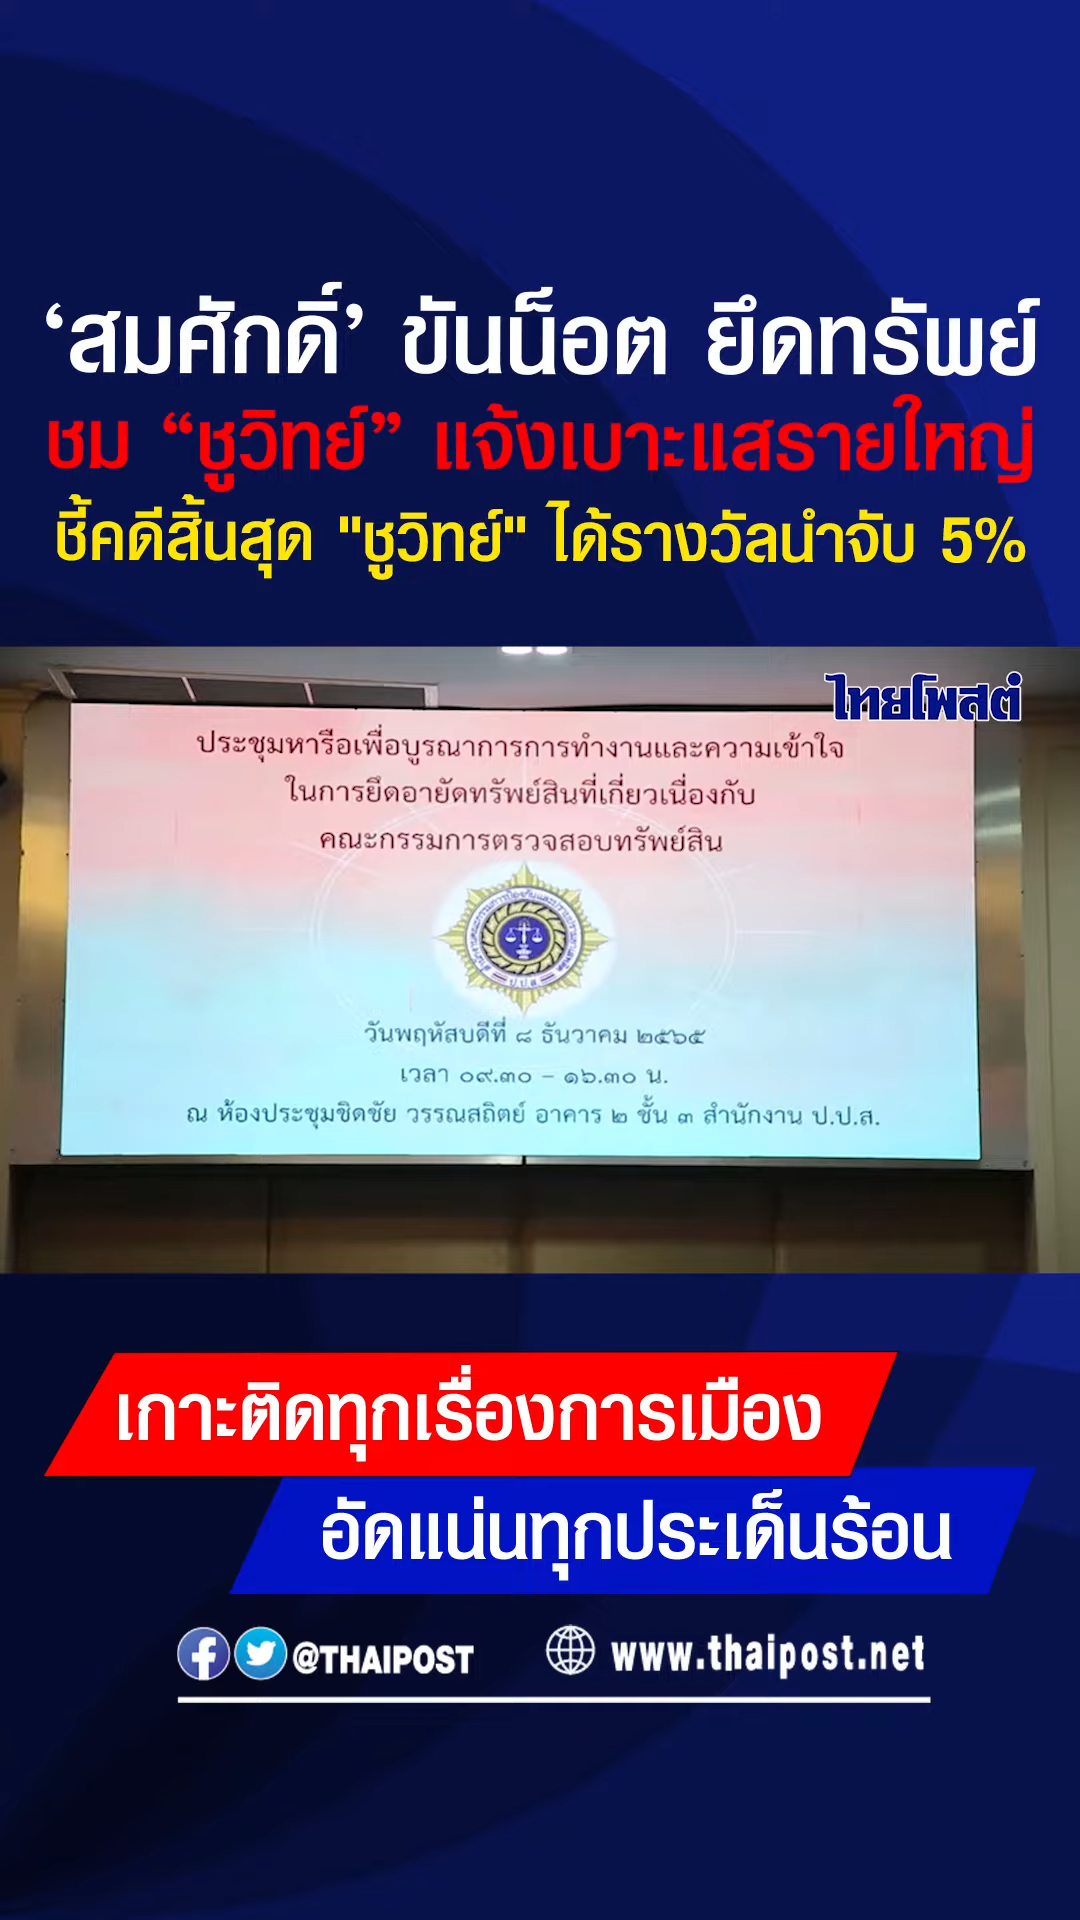 ‘สมศักดิ์’ ขันน็อต ยึดทรัพย์
ชม “ชูวิทย์” แจ้งเบาะแสรายใหญ่
ชี้คดีสิ้นสุด "ชูวิทย์" ได้รางวัลนำจับ 5%
ไทยโพสต์
ประชุมหารือเพื่อบูรณาการการทำงานและความเข้าใจ
ในการยึดอายัดทรัพย์สินที่เกี่ยวเนื่องกับ
คณะกรรมการตรวจสอบทรัพย์สิน
ป.ป.ส.
วันพฤหัสบดีที่ ๘ ธันวาคม ๒๕๖๕
เวลา ๐๙.๓๐ – ๑๖.๓๐ น.
ณ ห้องประชุมชิดชัย วรรณสถิตย์ อาคาร ๒ ชั้น ๓ สำนักงาน ป.ป.ส.
เกาะติดทุกเรื่องการเมือง
อัดแน่นทุกประเด็นร้อน
@THAIPOST www.thaipost.net